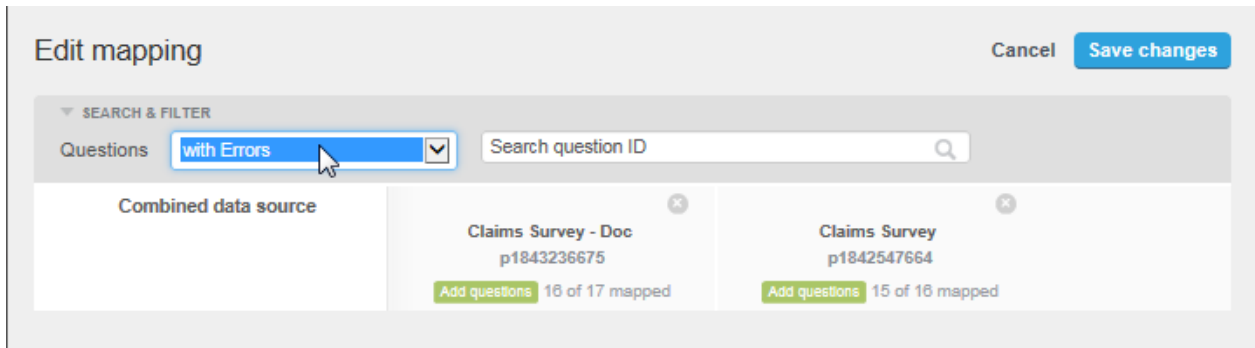 Edit mapping
Cancel
Save changes
SEARCH & FILTER
Questions
with Errors
Search question ID
Combined data source
Claims Survey - Doc
p1843236675
Add questions 16 of 17 mapped
Claims Survey
p1842547664
Add questions 15 of 16 mapped